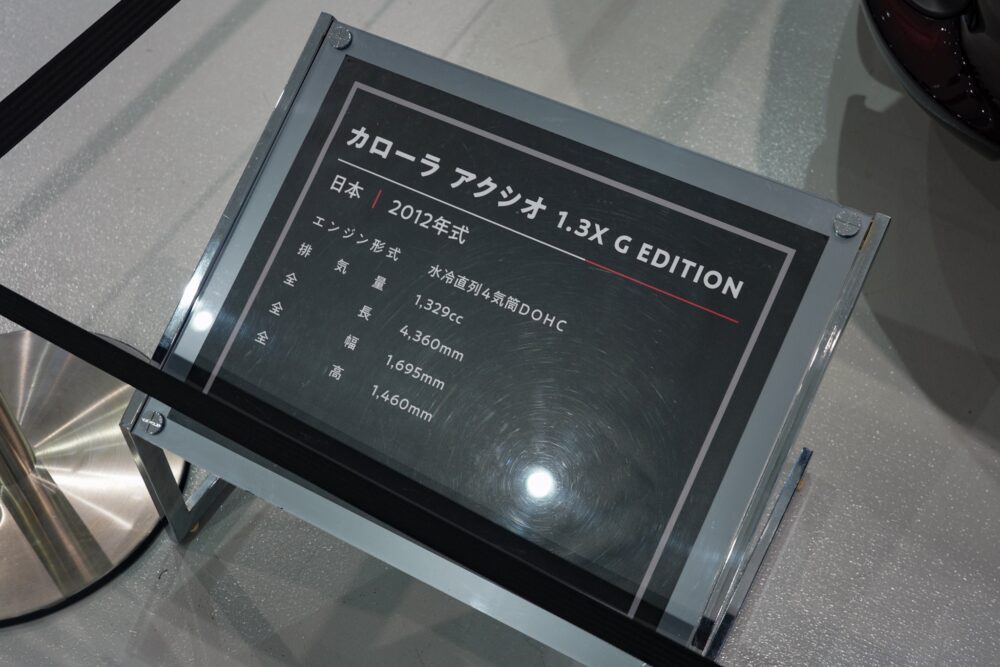 カローラ アクシオ 1.3X G EDITION
日本 | 2012年式
エンジン形式 水冷直列4気筒DOHC
排気量 1,329cc
全長 4,360mm
全幅 1,695mm
全高 1,460mm